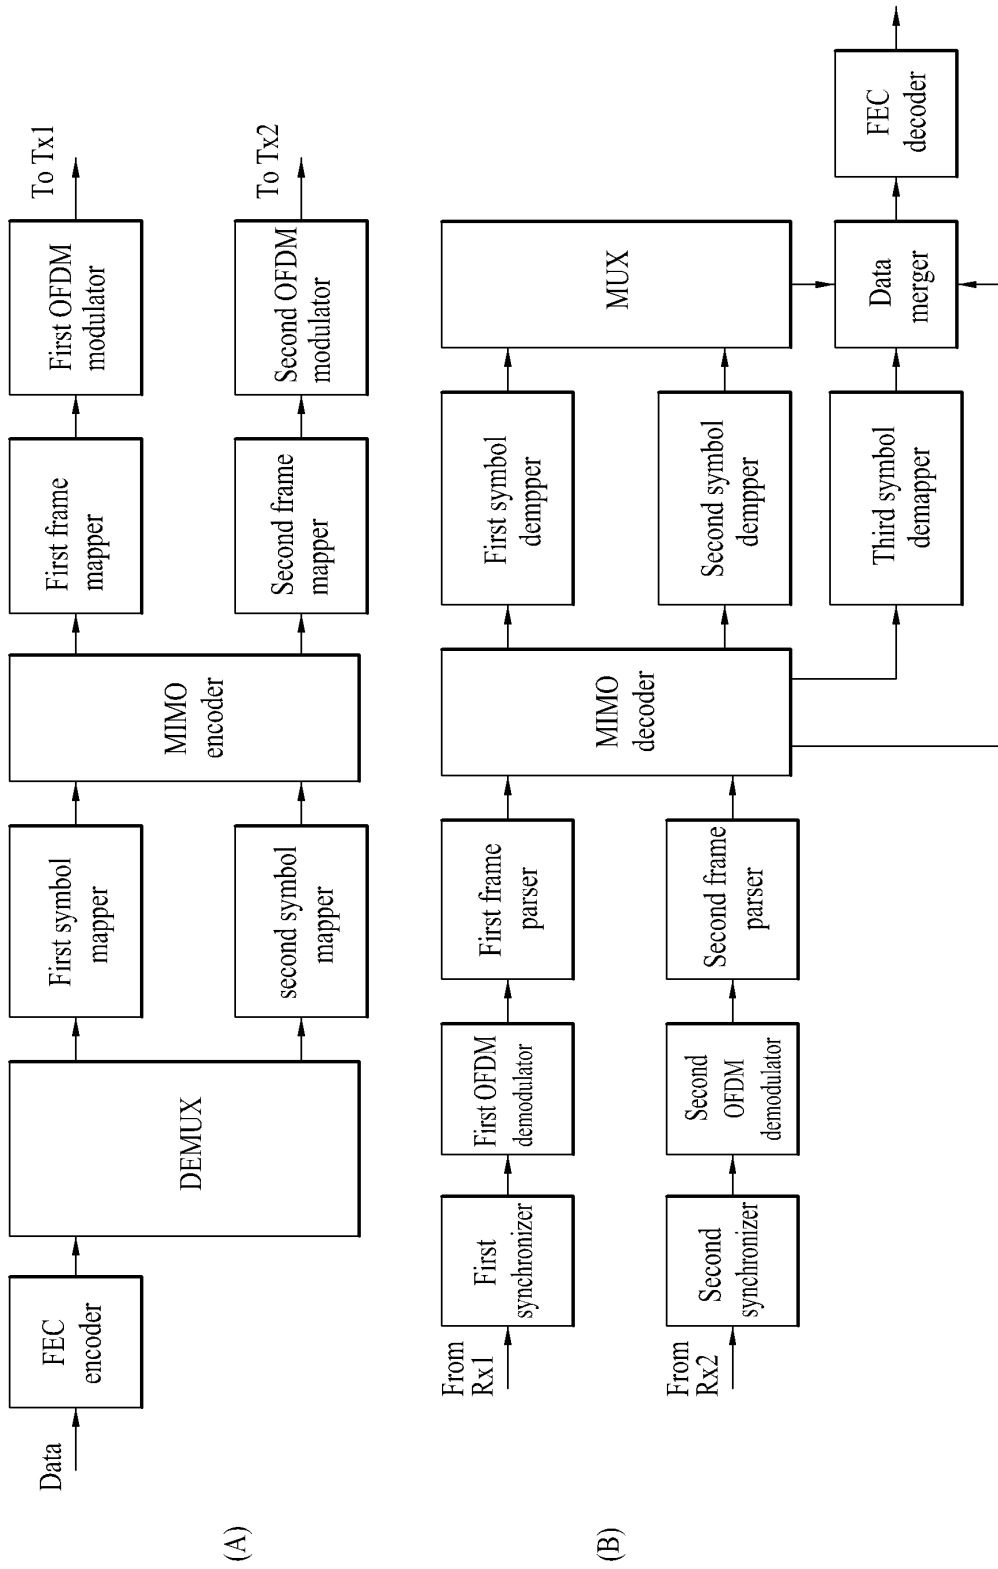 (A)
Data
FEC
encoder
DEMUX
First symbol
mapper
second symbol
mapper
MIMO
encoder
First frame
mapper
Second frame
mapper
First OFDM
modulator
Second OFDM
modulator
To Tx1
To Tx2
(B)
From
Rx1
From
Rx2
First
synchronizer
Second
synchronizer
First OFDM
demodulator
Second
OFDM
demodulator
First frame
parser
Second frame
parser
MIMO
decoder
First symbol
dempper
Second symbol
dempper
Third symbol
demapper
MUX
Data
merger
FEC
decoder